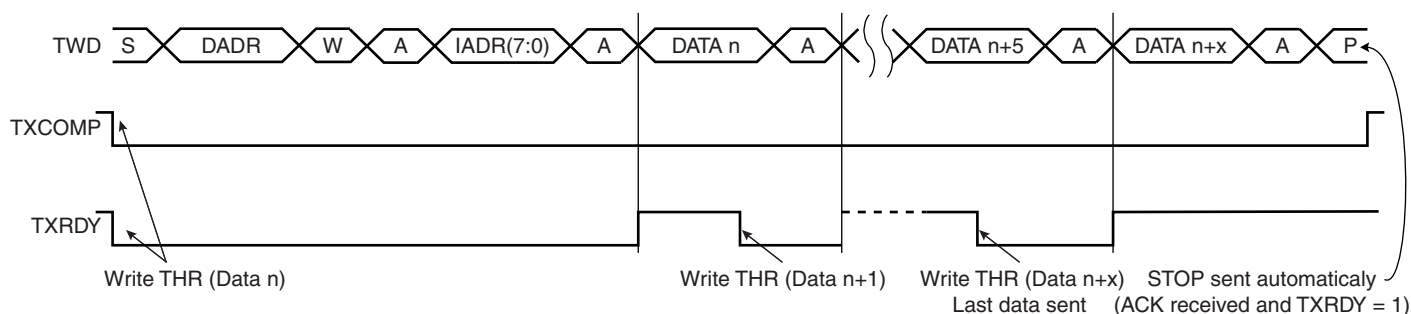 TWD S DADR W A IADR(7:0) A DATA n A DATA n+5 A DATA n+x A P
TXCOMP
TXRDY
Write THR (Data n) Write THR (Data n+1) Write THR (Data n+x) STOP sent automaticaly
Last data sent (ACK received and TXRDY = 1)